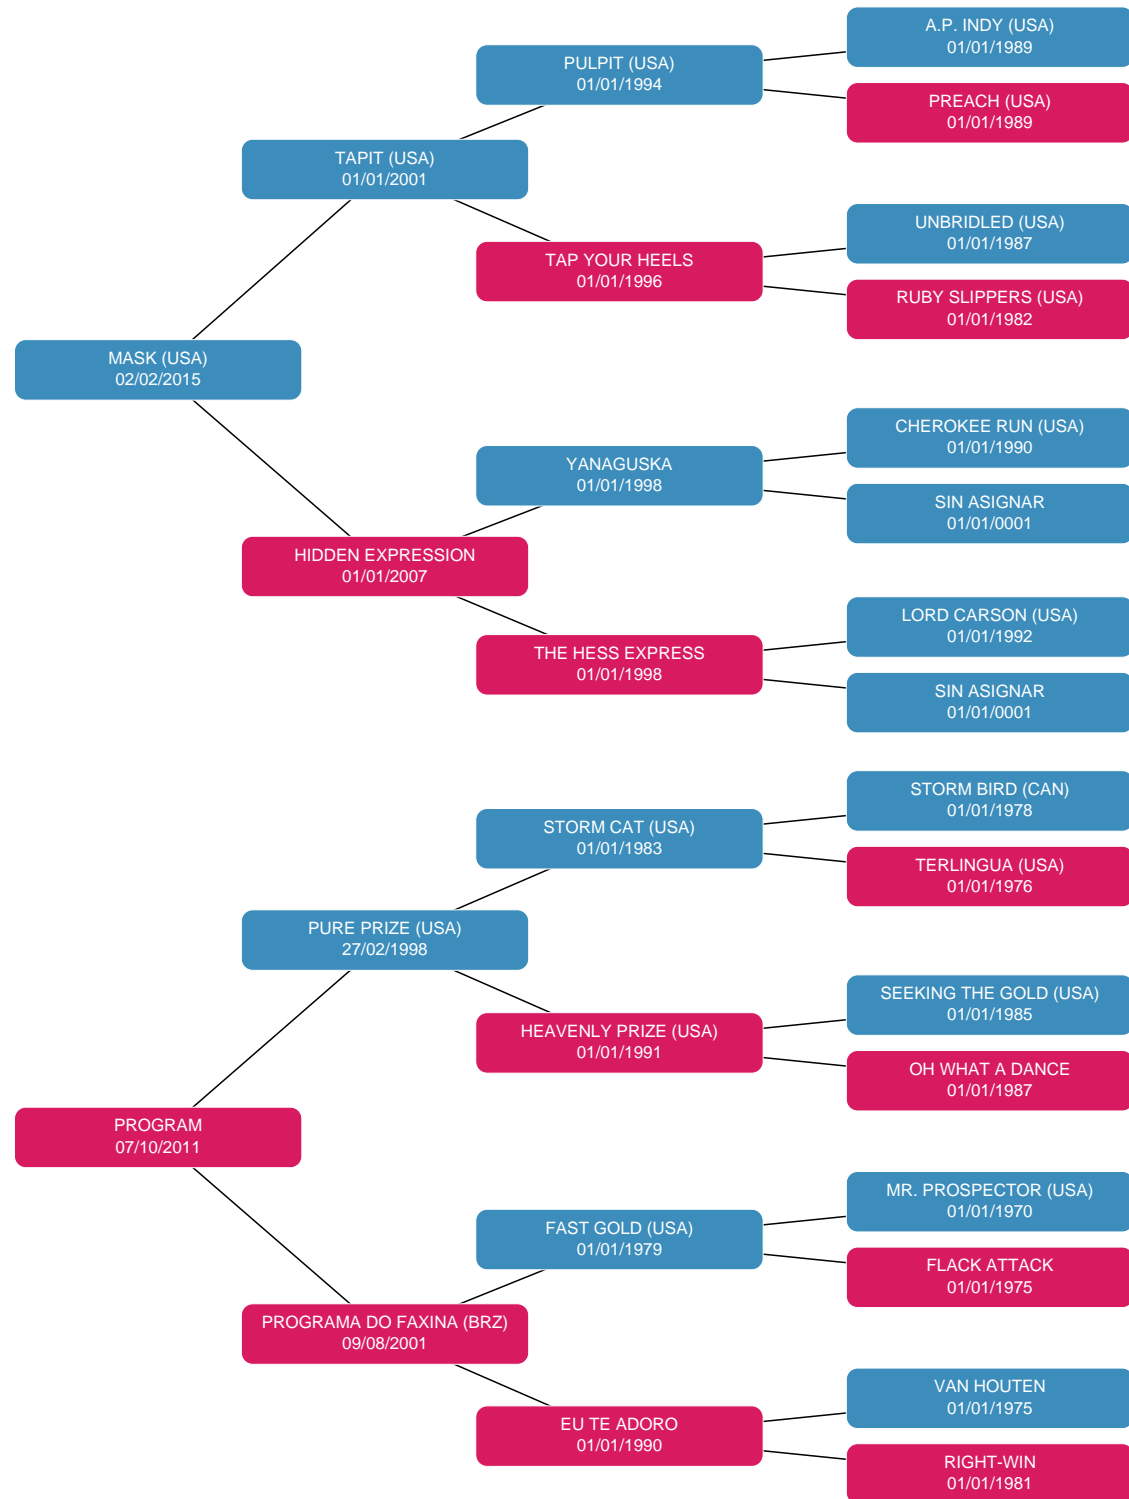 A.P. INDY (USA)
01/01/1989
PULPIT (USA)
01/01/1994
PREACH (USA)
01/01/1989
TAPIT (USA)
01/01/2001
UNBRIDLED (USA)
01/01/1987
TAP YOUR HEELS
01/01/1996
RUBY SLIPPERS (USA)
01/01/1982
MASK (USA)
02/02/2015
CHEROKEE RUN (USA)
01/01/1990
YANAGUSKA
01/01/1998
SIN ASIGNAR
01/01/0001
HIDDEN EXPRESSION
01/01/2007
LORD CARSON (USA)
01/01/1992
THE HESS EXPRESS
01/01/1998
SIN ASIGNAR
01/01/0001
STORM BIRD (CAN)
01/01/1978
STORM CAT (USA)
01/01/1983
TERLINGUA (USA)
01/01/1976
PURE PRIZE (USA)
27/02/1998
SEEKING THE GOLD (USA)
01/01/1985
HEAVENLY PRIZE (USA)
01/01/1991
OH WHAT A DANCE
01/01/1987
PROGRAM
07/10/2011
MR. PROSPECTOR (USA)
01/01/1970
FAST GOLD (USA)
01/01/1979
FLACK ATTACK
01/01/1975
PROGRAMA DO FAXINA (BRZ)
09/08/2001
VAN HOUTEN
01/01/1975
EU TE ADORO
01/01/1990
RIGHT-WIN
01/01/1981